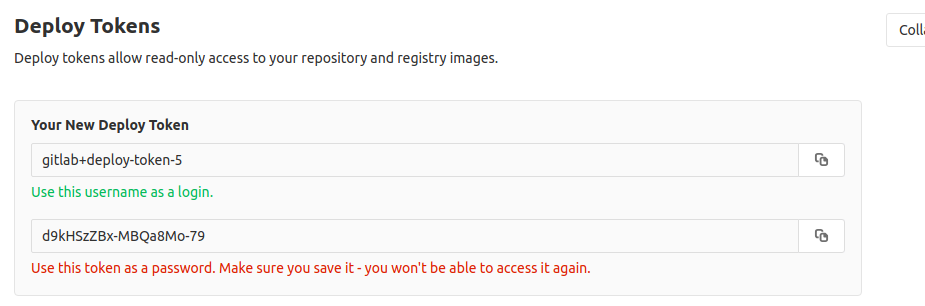 Deploy Tokens
Colla
Deploy tokens allow read-only access to your repository and registry images.
Your New Deploy Token
gitlab+deploy-token-5
Use this username as a login.
d9kHSzZBx-MBQa8Mo-79
Use this token as a password. Make sure you save it - you won't be able to access it again.